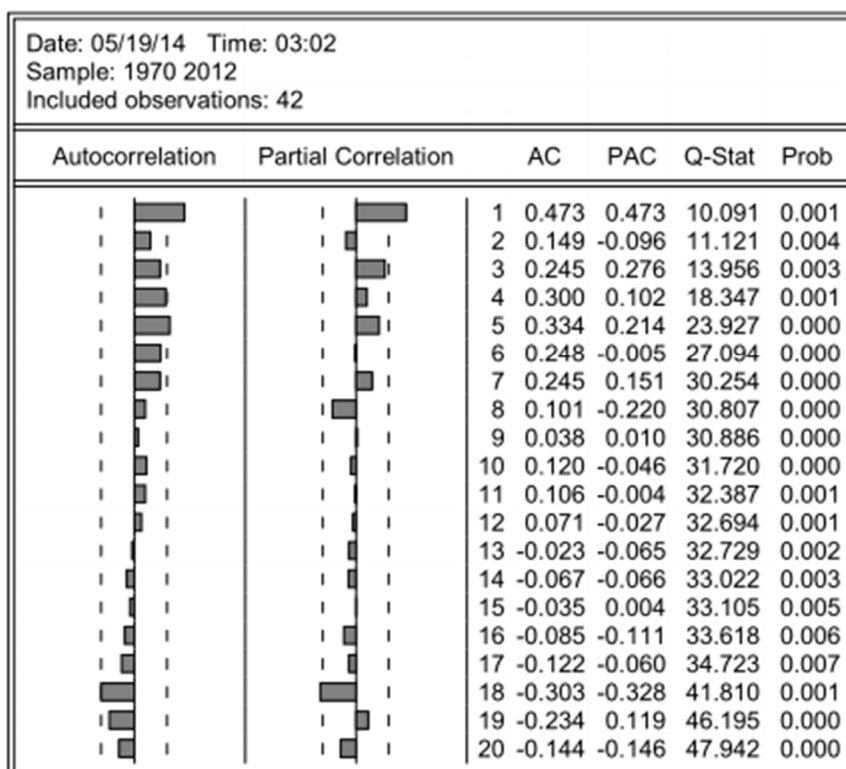 Date: 05/19/14 Time: 03:02
Sample: 1970 2012
Included observations: 42
Autocorrelation Partial Correlation AC PAC Q-Stat Prob
1 0.473 0.473 10.091 0.001
2 0.149 -0.096 11.121 0.004
3 0.245 0.276 13.956 0.003
4 0.300 0.102 18.347 0.001
5 0.334 0.214 23.927 0.000
6 0.248 -0.005 27.094 0.000
7 0.245 0.151 30.254 0.000
8 0.101 -0.220 30.807 0.000
9 0.038 0.010 30.886 0.000
10 0.120 -0.046 31.720 0.000
11 0.106 -0.004 32.387 0.001
12 0.071 -0.027 32.694 0.001
13 -0.023 -0.065 32.729 0.002
14 -0.067 -0.066 33.022 0.003
15 -0.035 0.004 33.105 0.005
16 -0.085 -0.111 33.618 0.006
17 -0.122 -0.060 34.723 0.007
18 -0.303 -0.328 41.810 0.001
19 -0.234 0.119 46.195 0.000
20 -0.144 -0.146 47.942 0.000